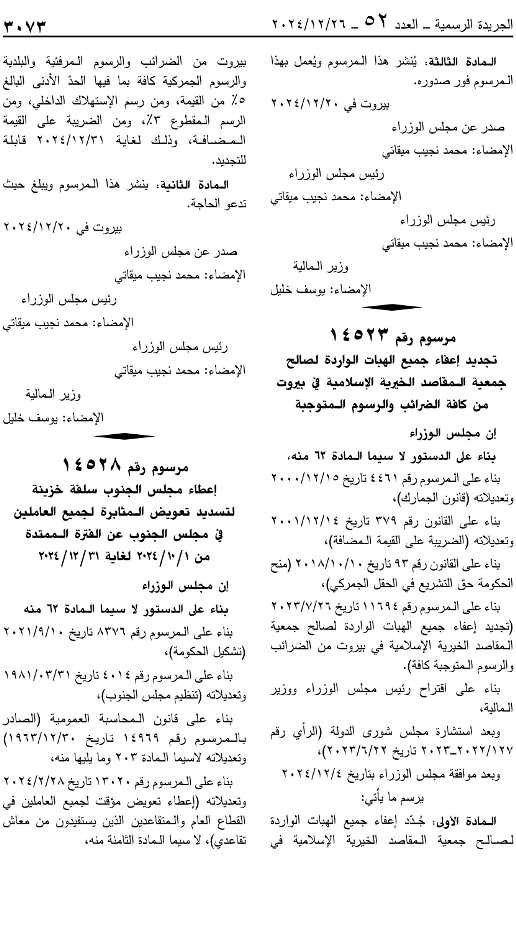 الجريدة الرسمية ــ العدد ٥٢ ــ ٢٠٢٤/١٢/٢٦
٣٠٧٣
المادة الثالثة: يُنشر هذا المرسوم ويُعمل بهذا
المرسوم فور صدوره.
بيروت في ٢٠٢٤/١٢/٢٠
صدر عن مجلس الوزراء
الإمضاء: محمد نجيب ميقاتي
رئيس مجلس الوزراء
الإمضاء: محمد نجيب ميقاتي
رئيس مجلس الوزراء
الإمضاء: محمد نجيب ميقاتي
وزير المالية
الإمضاء: يوسف خليل
مرسوم رقم ١٤٥٢٣
تجديد إعفاء جميع الهبات الواردة لصالح
جمعية المقاصد الخيرية الإسلامية في بيروت
من كافة الضرائب والرسوم المتوجبة
إن مجلس الوزراء
بناء على الدستور لا سيما المادة ٦٢ منه،
بناء على المرسوم رقم ٤٤٦١ تاريخ ٢٠٠٠/١٢/١٥
وتعديلاته (قانون الجمارك)،
بناء على القانون رقم ٣٧٩ تاريخ ٢٠٠١/١٢/١٤
وتعديلاته (الضريبة على القيمة المضافة)،
بناء على القانون رقم ٩٣ تاريخ ٢٠١٨/١٠/١٠ (منح
الحكومة حق التشريع في الحقل الجمركي)،
بناء على المرسوم رقم ١١٦٩٤ تاريخ ٢٠٢٣/٧/٢٦
(تجديد إعفاء جميع الهبات الواردة لصالح جمعية
المقاصد الخيرية الإسلامية في بيروت من الضرائب
والرسوم المتوجبة كافة).
بناء على اقتراح رئيس مجلس الوزراء ووزير
المالية،
وبعد استشارة مجلس شورى الدولة (الرأي رقم
٢٠٢٣-٢٠٢٢/١٢٧ تاريخ ٢٠٢٣/٦/٢٢)،
وبعد موافقة مجلس الوزراء بتاريخ ٢٠٢٤/١٢/٤
يرسم ما يأتي:
المادة الأولى: جُدّد إعفاء جميع الهبات الواردة
لصالح جمعية المقاصد الخيرية الإسلامية في
بيروت من الضرائب والرسوم المرفئية والبلدية
والرسوم الجمركية كافة بما فيها الحدّ الأدنى البالغ
٥٪ من القيمة، ومن رسم الإستهلاك الداخلي، ومن
الرسم المقطوع ٣٪، ومن الضريبة على القيمة
المضافة، وذلك لغاية ٢٠٢٤/١٢/٣١ قابلة
للتجديد.
المادة الثانية: ينشر هذا المرسوم ويبلغ حيث
تدعو الحاجة.
بيروت في ٢٠٢٤/١٢/٢٠
صدر عن مجلس الوزراء
الإمضاء: محمد نجيب ميقاتي
رئيس مجلس الوزراء
الإمضاء: محمد نجيب ميقاتي
رئيس مجلس الوزراء
الإمضاء: محمد نجيب ميقاتي
وزير المالية
الإمضاء: يوسف خليل
مرسوم رقم ١٤٥٢٨
إعطاء مجلس الجنوب سلفة خزينة
لتسديد تعويض المثابرة لجميع العاملين
في مجلس الجنوب عن الفترة الممتدة
من ٢٠٢٤/١٠/١ لغاية ٢٠٢٤/١٢/٣١
إن مجلس الوزراء
بناء على الدستور لا سيما المادة ٦٢ منه
بناء على المرسوم رقم ٨٣٧٦ تاريخ ٢٠٢١/٩/١٠
(تشكيل الحكومة)،
بناء على المرسوم رقم ٤٠١٤ تاريخ ١٩٨١/٠٣/٣١
وتعديلاته (تنظيم مجلس الجنوب)،
بناء على قانون المحاسبة العمومية (الصادر
بالمرسوم رقم ١٤٩٦٩ تاريخ ١٩٦٣/١٢/٣٠)
وتعديلاته لاسيما المادة ٢٠٣ وما يليها منه،
بناء على المرسوم رقم ١٣٠٢٠ تاريخ ٢٠٢٤/٢/٢٨
وتعديلاته (إعطاء تعويض مؤقت لجميع العاملين في
القطاع العام والمتقاعدين الذين يستفيدون من معاش
تقاعدي)، لا سيما المادة الثامنة منه،